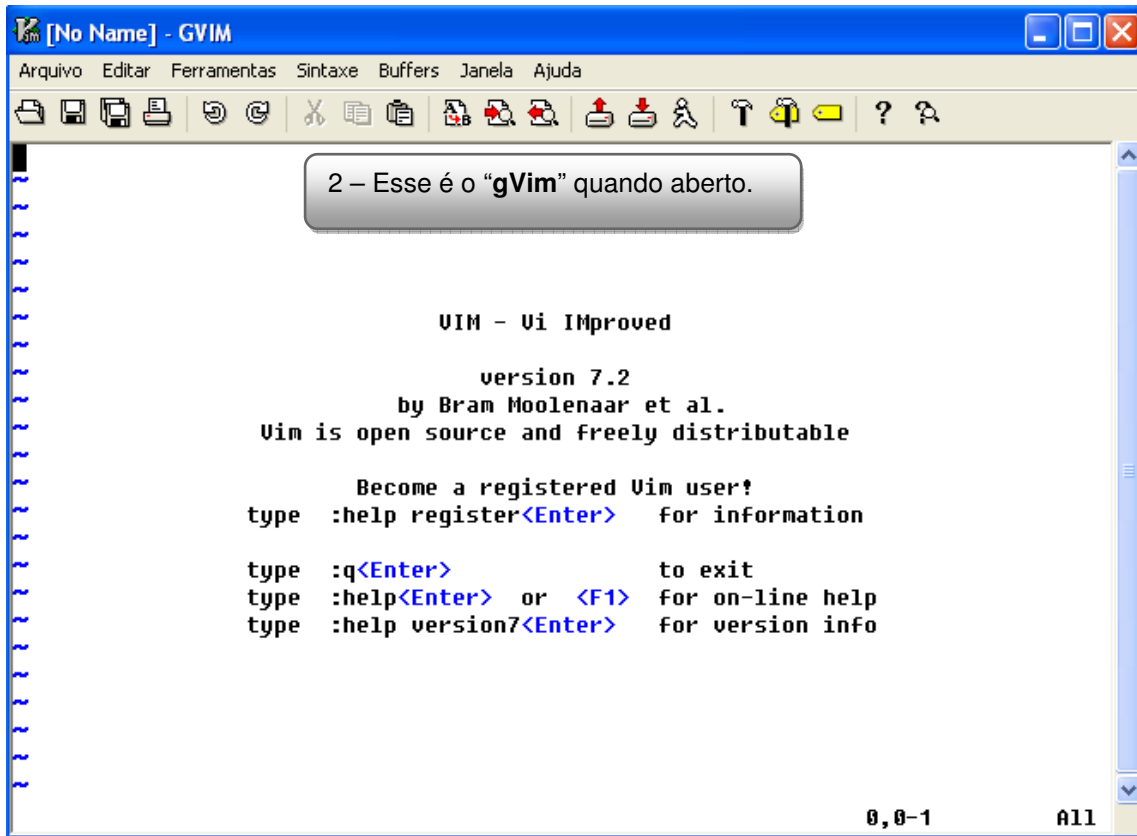 [No Name] - GVIM
Arquivo Editar Ferramentas Sintaxe Buffers Janela Ajuda
2 – Esse é o “gVim” quando aberto.
~
~
~
~
~
~
VIM - Vi IMproved
~
~
version 7.2
~
by Bram Moolenaar et al.
~
Vim is open source and freely distributable
~
~
Become a registered Vim user!
~
type :help register<Enter> for information
~
~
type :q<Enter> to exit
~
type :help<Enter> or <F1> for on-line help
~
type :help version7<Enter> for version info
~
~
~
~
~
~
0,0-1 All